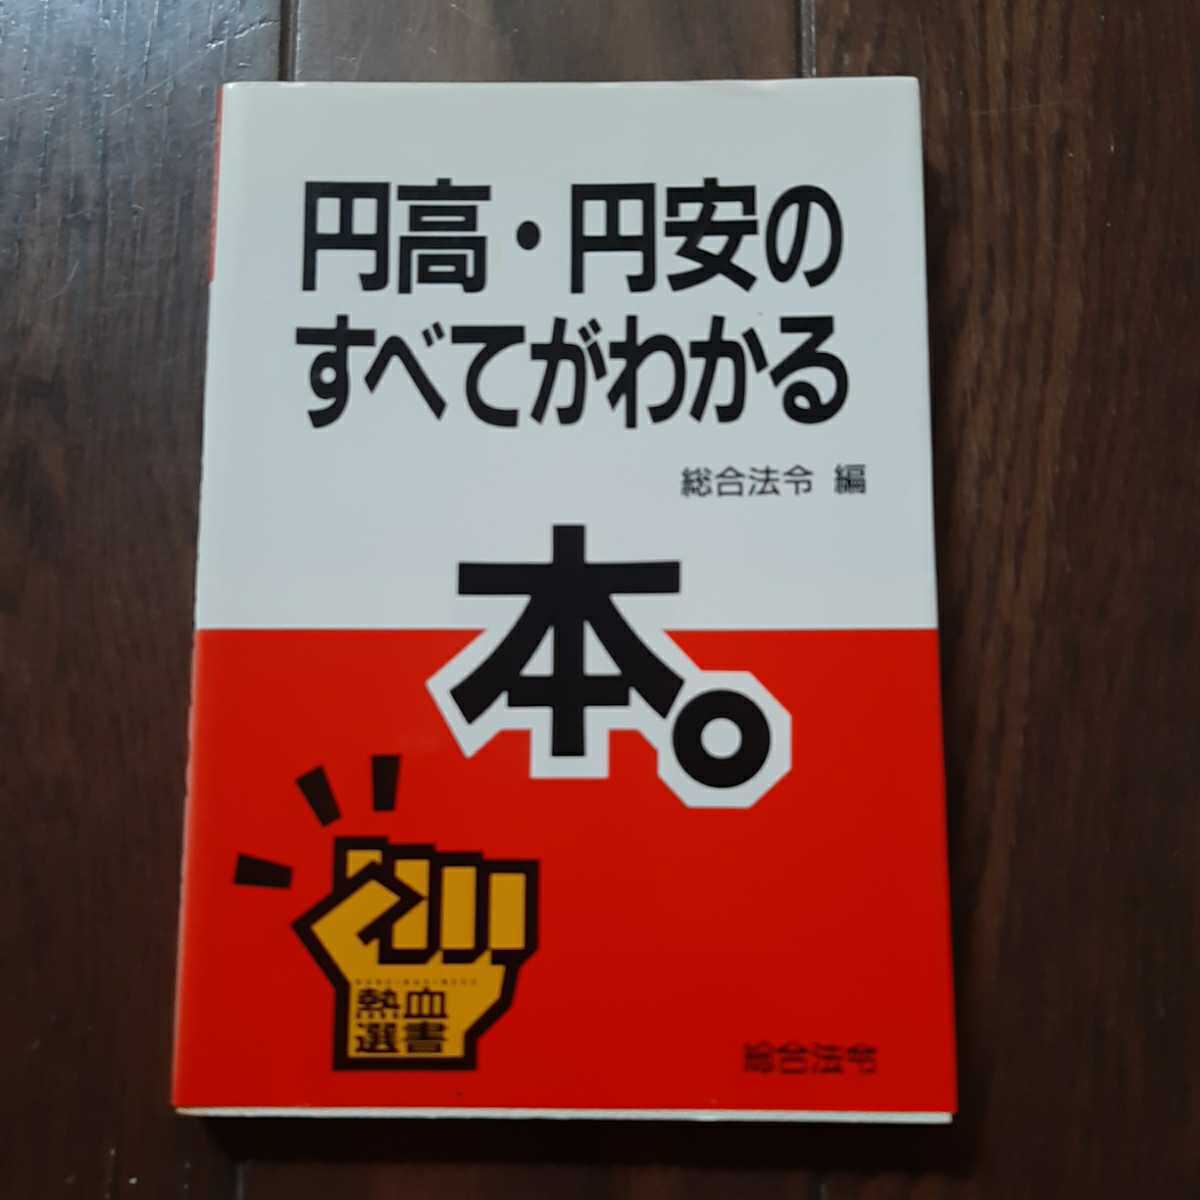 円高・円安の
すべてがわかる
総合法令 編
本。
熱血
選書
総合法令